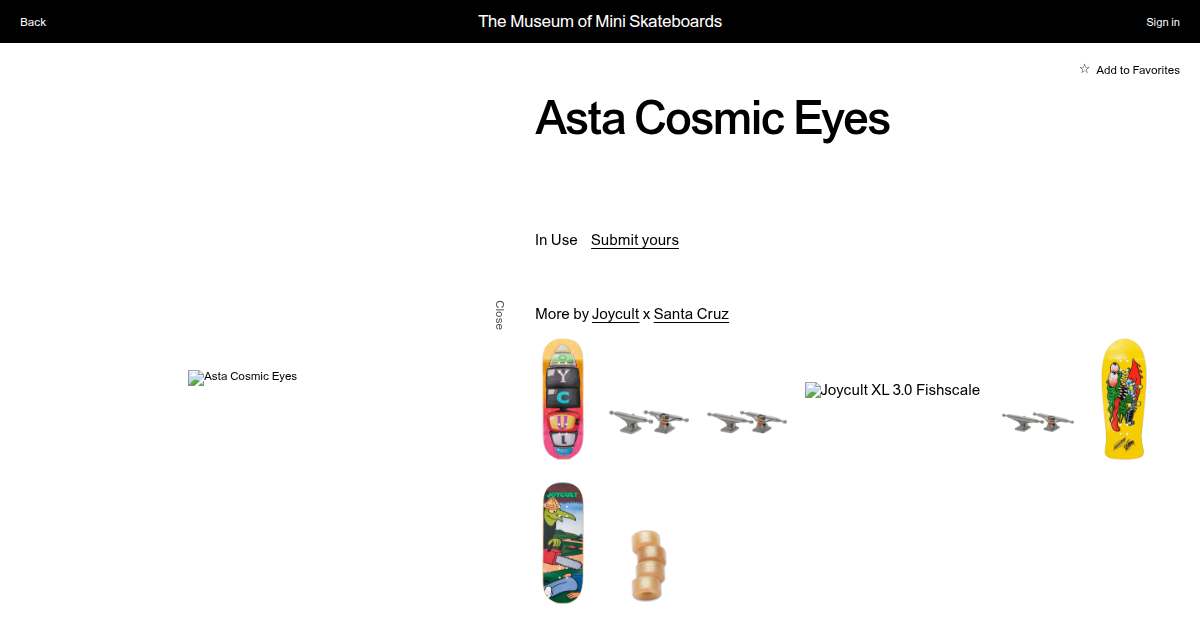 Back
The Museum of Mini Skateboards
Sign in
☆ Add to Favorites
Asta Cosmic Eyes
In Use Submit yours
Close
More by Joycult x Santa Cruz
Asta Cosmic Eyes
Joycult XL 3.0 Fishscale
Y
C
U
L
JOYCULT